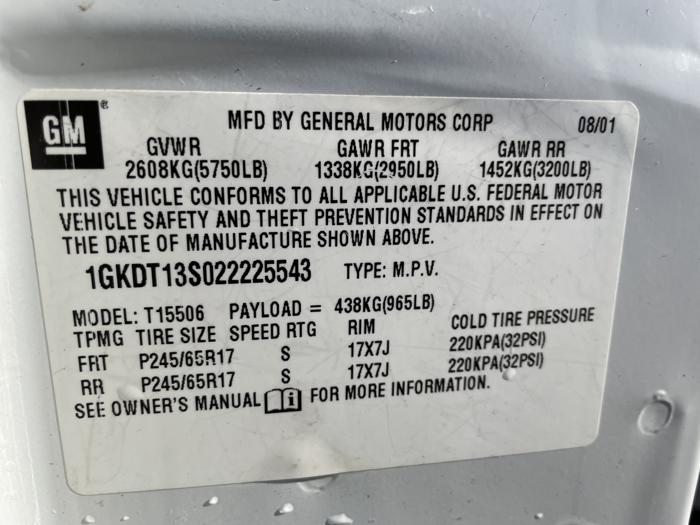 GM
MFD BY GENERAL MOTORS CORP 08/01
GVWR GAWR FRT GAWR RR
2608KG(5750LB) 1338KG(2950LB) 1452KG(3200LB)
THIS VEHICLE CONFORMS TO ALL APPLICABLE U.S. FEDERAL MOTOR
VEHICLE SAFETY AND THEFT PREVENTION STANDARDS IN EFFECT ON
THE DATE OF MANUFACTURE SHOWN ABOVE.
1GKDT13S022225543 TYPE: M.P.V.
MODEL: T15506 PAYLOAD = 438KG(965LB)
TPMG TIRE SIZE SPEED RTG RIM COLD TIRE PRESSURE
FRT P245/65R17 S 17X7J 220KPA(32PSI)
RR P245/65R17 S 17X7J 220KPA(32PSI)
SEE OWNER'S MANUAL FOR MORE INFORMATION.